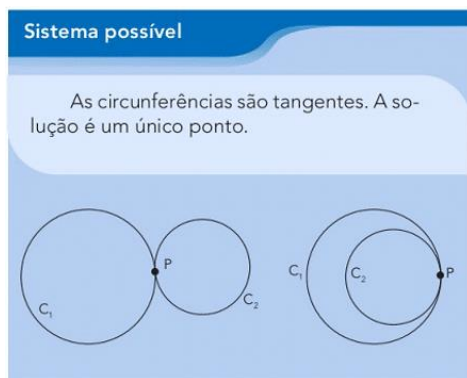 Sistema possível
As circunferências são tangentes. A so-
lução é um único ponto.
P
C₁
C₂
C₁
C₂
P